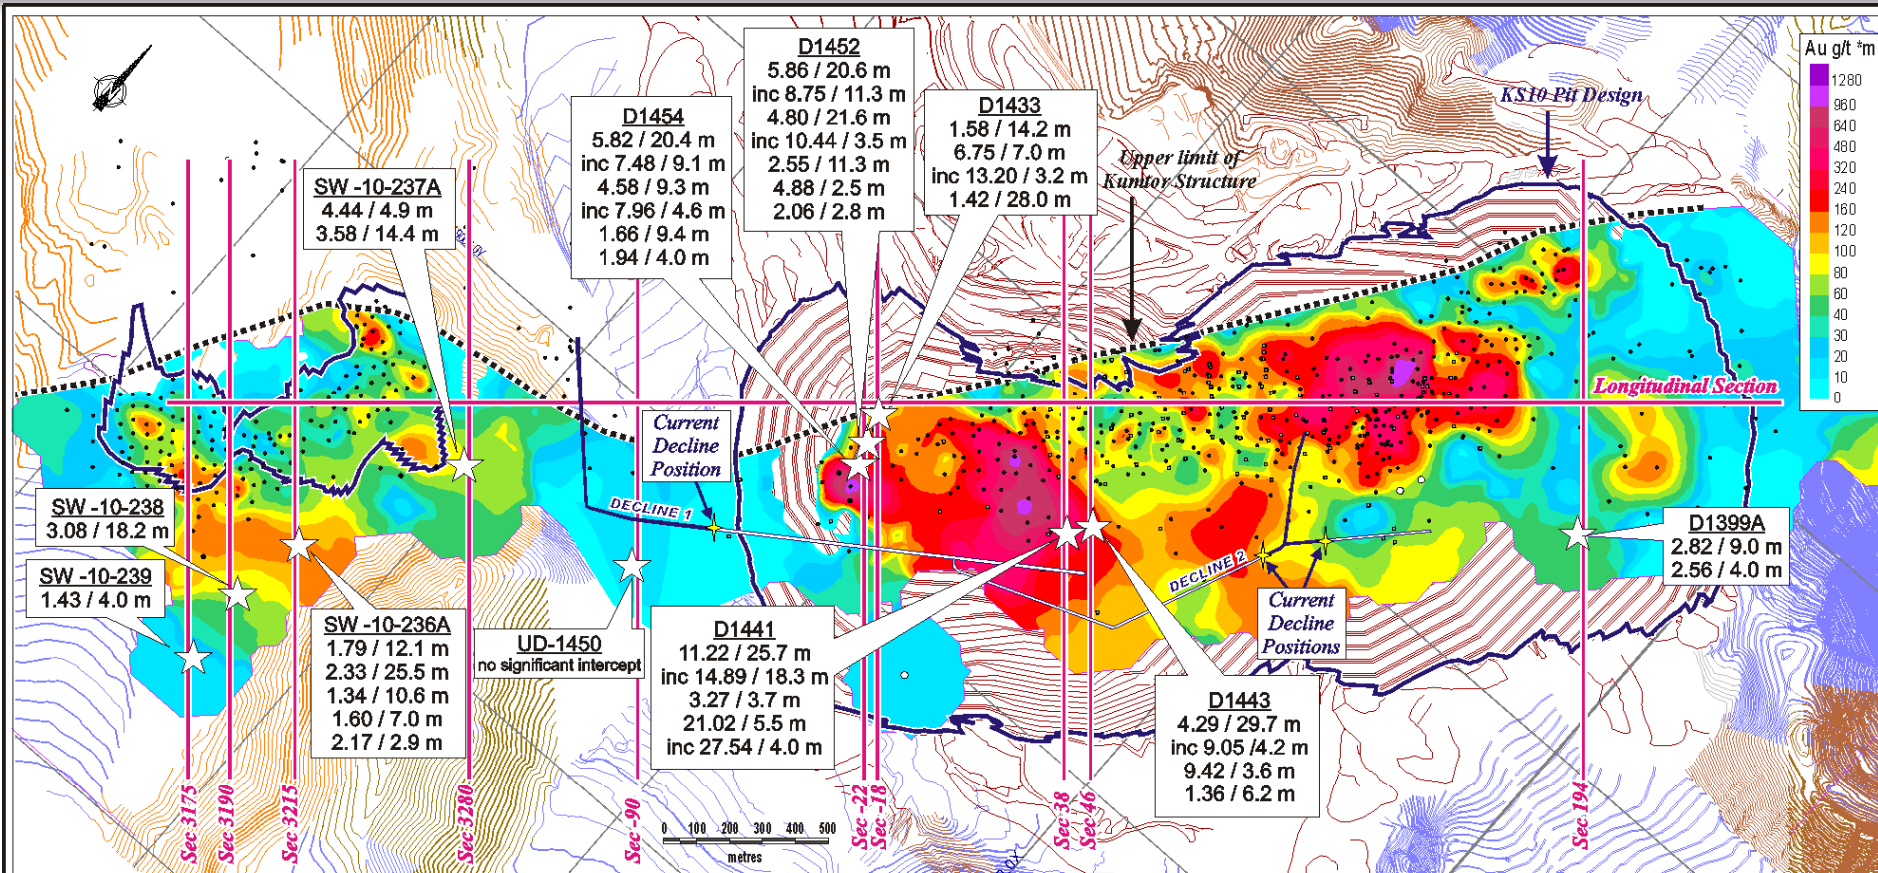 D1452
5.86 / 20.6 m
inc 8.75 / 11.3 m
4.80 / 21.6 m
inc 10.44 / 3.5 m
2.55 / 11.3 m
4.88 / 2.5 m
2.06 / 2.8 m
D1454
5.82 / 20.4 m
inc 7.48 / 9.1 m
4.58 / 9.3 m
inc 7.96 / 4.6 m
1.66 / 9.4 m
1.94 / 4.0 m
D1433
1.58 / 14.2 m
6.75 / 7.0 m
inc 13.20 / 3.2 m
1.42 / 28.0 m
SW -10-237A
4.44 / 4.9 m
3.58 / 14.4 m
KS10 Pit Design
Upper limit of
Kumtor Structure
Au g/t *m
1280
960
640
480
320
240
160
120
100
80
60
40
30
20
10
0
Longitudinal Section
Current
Decline
Position
DECLINE 1
SW -10-238
3.08 / 18.2 m
SW -10-239
1.43 / 4.0 m
SW -10-236A
1.79 / 12.1 m
2.33 / 25.5 m
1.34 / 10.6 m
1.60 / 7.0 m
2.17 / 2.9 m
UD-1450
no significant intercept
D1441
11.22 / 25.7 m
inc 14.89 / 18.3 m
3.27 / 3.7 m
21.02 / 5.5 m
inc 27.54 / 4.0 m
DECLINE 2
Current
Decline
Positions
D1399A
2.82 / 9.0 m
2.56 / 4.0 m
D1443
4.29 / 29.7 m
inc 9.05 /4.2 m
9.42 / 3.6 m
1.36 / 6.2 m
Sec 3175
Sec 3190
Sec 3215
Sec 3280
Sec -90
Sec -22
Sec -18
Sec 38
Sec 46
Sec 194
0 100 200 300 400 500
metres